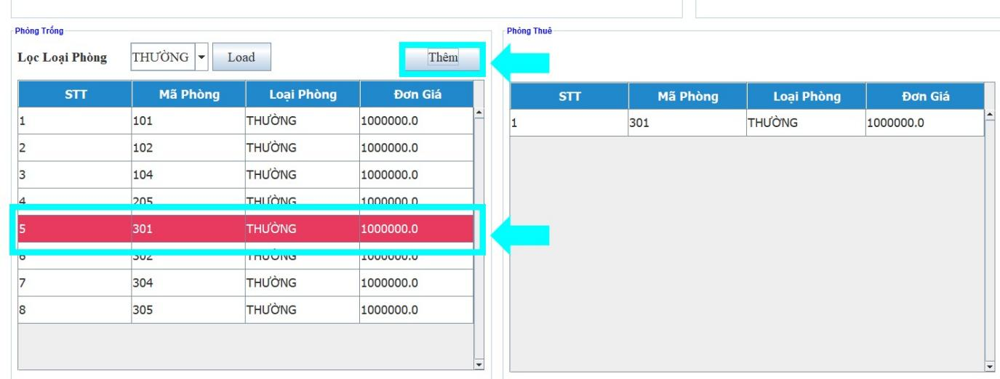 Phòng Trống
Lọc Loại Phòng THƯỜNG Load Thêm
STT Mã Phòng Loại Phòng Đơn Giá
1 101 THƯỜNG 1000000.0
2 102 THƯỜNG 1000000.0
3 104 THƯỜNG 1000000.0
4 205 THƯỜNG 1000000.0
5 301 THƯỜNG 1000000.0
6 302 THƯỜNG 1000000.0
7 304 THƯỜNG 1000000.0
8 305 THƯỜNG 1000000.0
Phòng Thuê
STT Mã Phòng Loại Phòng Đơn Giá
1 301 THƯỜNG 1000000.0